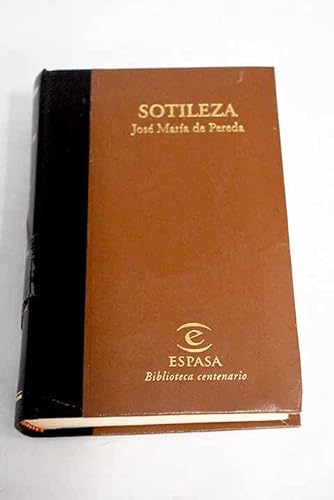 SOTILEZA
José María de Pereda
e
ESPASA
Biblioteca centenario